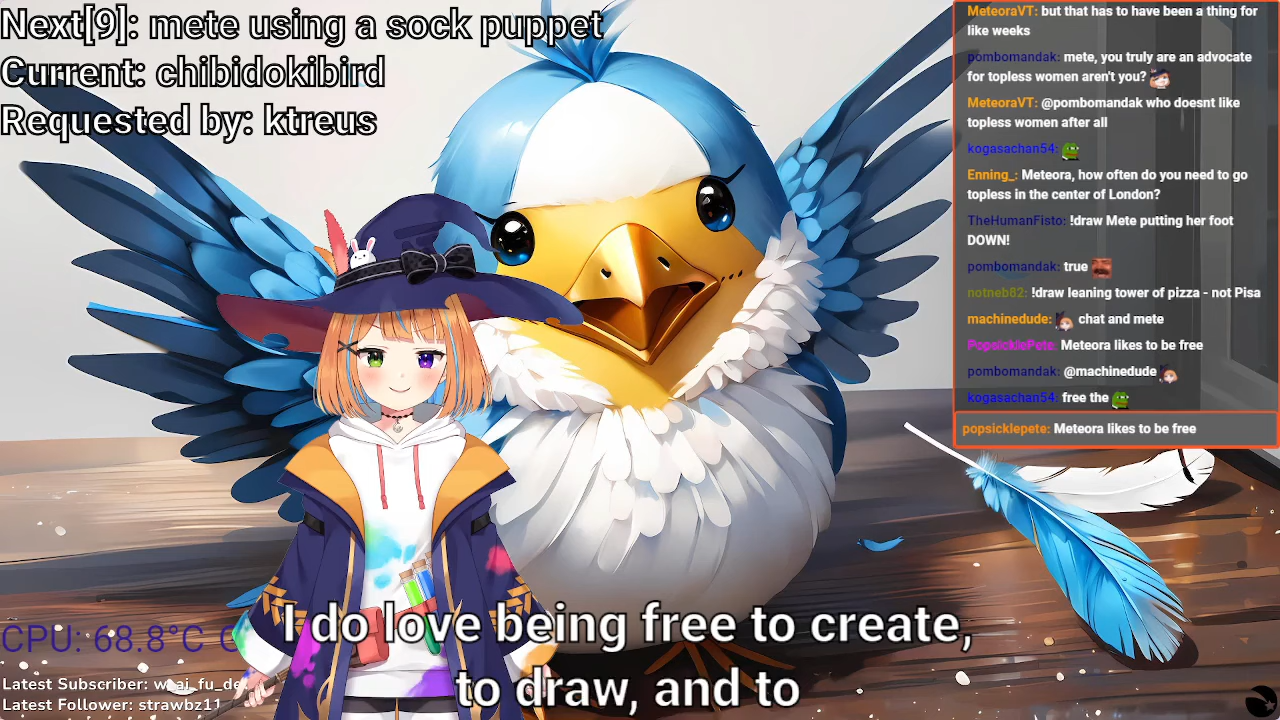 Next[9]: mete using a sock puppet
Current: chibidokibird
Requested by: ktreus
MeteoraVT: but that has to have been a thing for
like weeks
pombomandak: mete, you truly are an advocate
for topless women aren't you?
MeteoraVT: @pombomandak who doesnt like
topless women after all
kogasachan54:
Enning_: Meteora, how often do you need to go
topless in the center of London?
TheHumanFisto: !draw Mete putting her foot
DOWN!
pombomandak: true
notneb82: !draw leaning tower of pizza - not Pisa
machinedude: chat and mete
PopsicklePete: Meteora likes to be free
pombomandak: @machinedude
kogasachan54: free the
popsicklepete: Meteora likes to be free
I do love being free to create,
to draw, and to
CPU: 68.8°C
Latest Subscriber:
Latest Follower: strawbz11